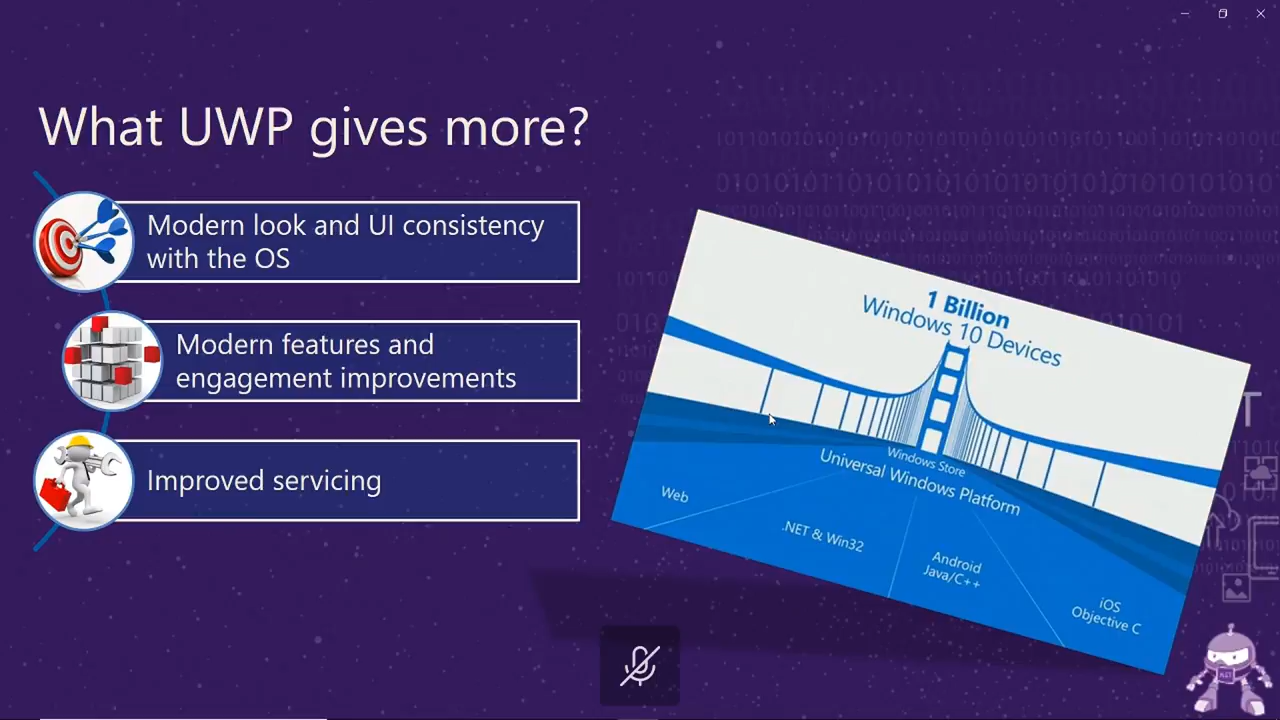 What UWP gives more?
Modern look and UI consistency
with the OS
Modern features and
engagement improvements
Improved servicing
1 Billion
Windows 10 Devices
Windows Store
Universal Windows Platform
Web
.NET & Win32
Android
Java/C++
iOS
Objective C
.NET